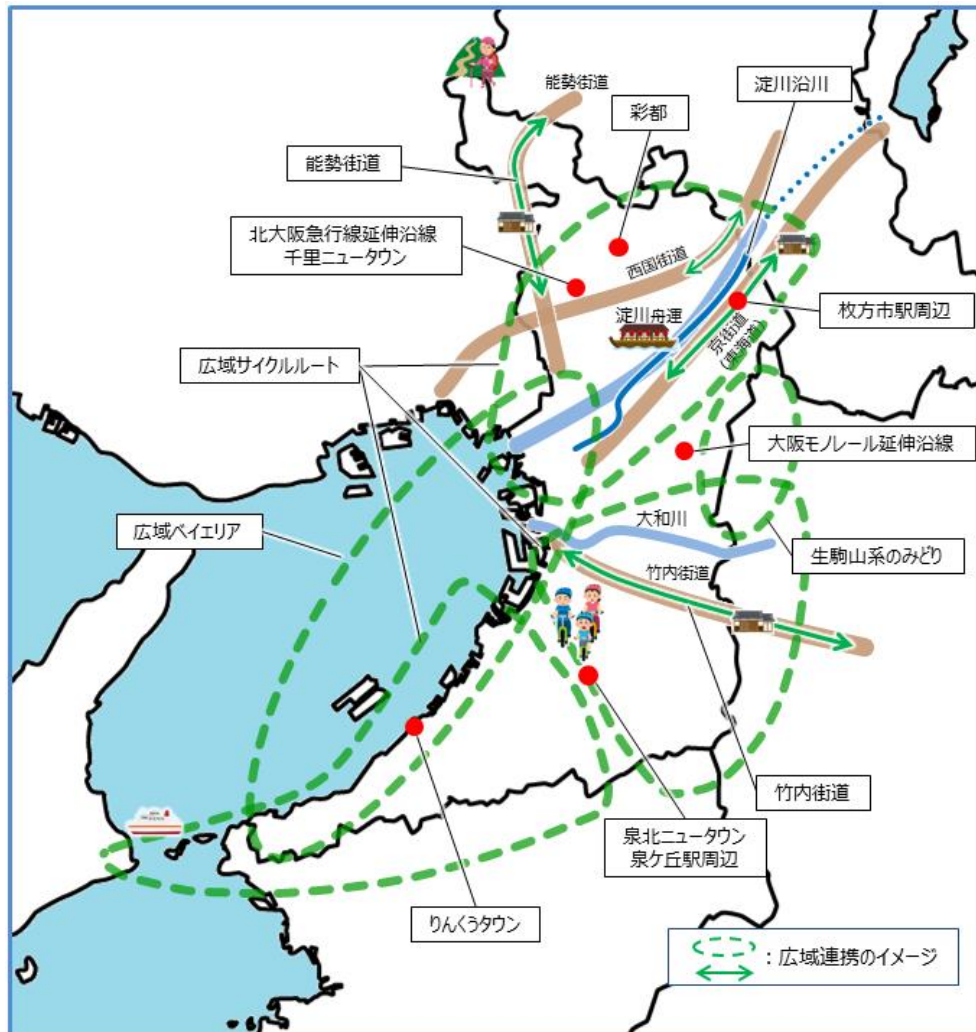 能勢街道
淀川沿川
彩都
能勢街道
北大阪急行線延伸沿線
千里ニュータウン
西国街道
淀川舟運
枚方市駅周辺
京街道
(東海道)
広域サイクルルート
大阪モノレール延伸沿線
広域ベイエリア
大和川
生駒山系のみどり
竹内街道
竹内街道
泉北ニュータウン
泉ケ丘駅周辺
りんくうタウン
：広域連携のイメージ